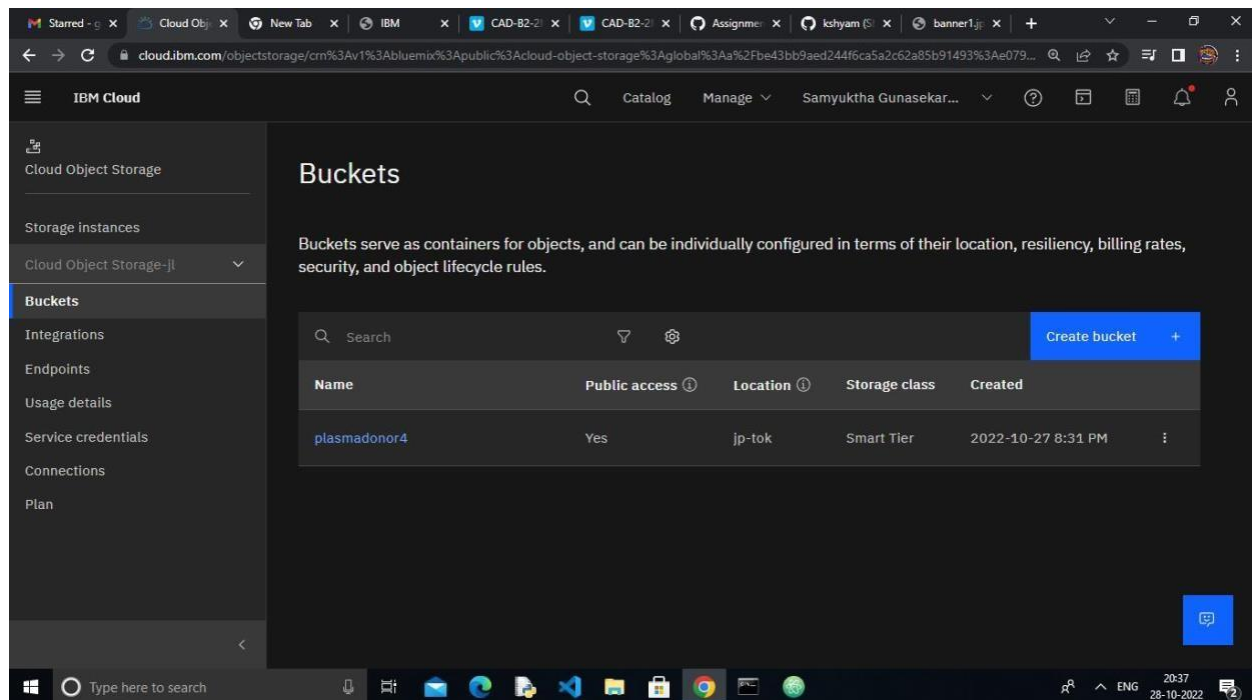 Starred - g
Cloud Obj
New Tab
IBM
CAD-B2-2
CAD-B2-2
Assignme
kshyam (S
banner1.jp
cloud.ibm.com/objectstorage/crn%3Av1%3Abluemix%3Apublic%3Acloud-object-storage%3Aglobal%3Aa%2Fbe43bb9aed244f6ca5a2c62a85b91493%3Ae079...
IBM Cloud
Catalog
Manage
Samyuktha Gunasekar...
Cloud Object Storage
Storage instances
Cloud Object Storage-jl
Buckets
Integrations
Endpoints
Usage details
Service credentials
Connections
Plan
Buckets
Buckets serve as containers for objects, and can be individually configured in terms of their location, resiliency, billing rates,
security, and object lifecycle rules.
Search
Create bucket +
Name Public access Location Storage class Created
plasmadonor4 Yes jp-tok Smart Tier 2022-10-27 8:31 PM
Type here to search
ENG
20:37
28-10-2022
2